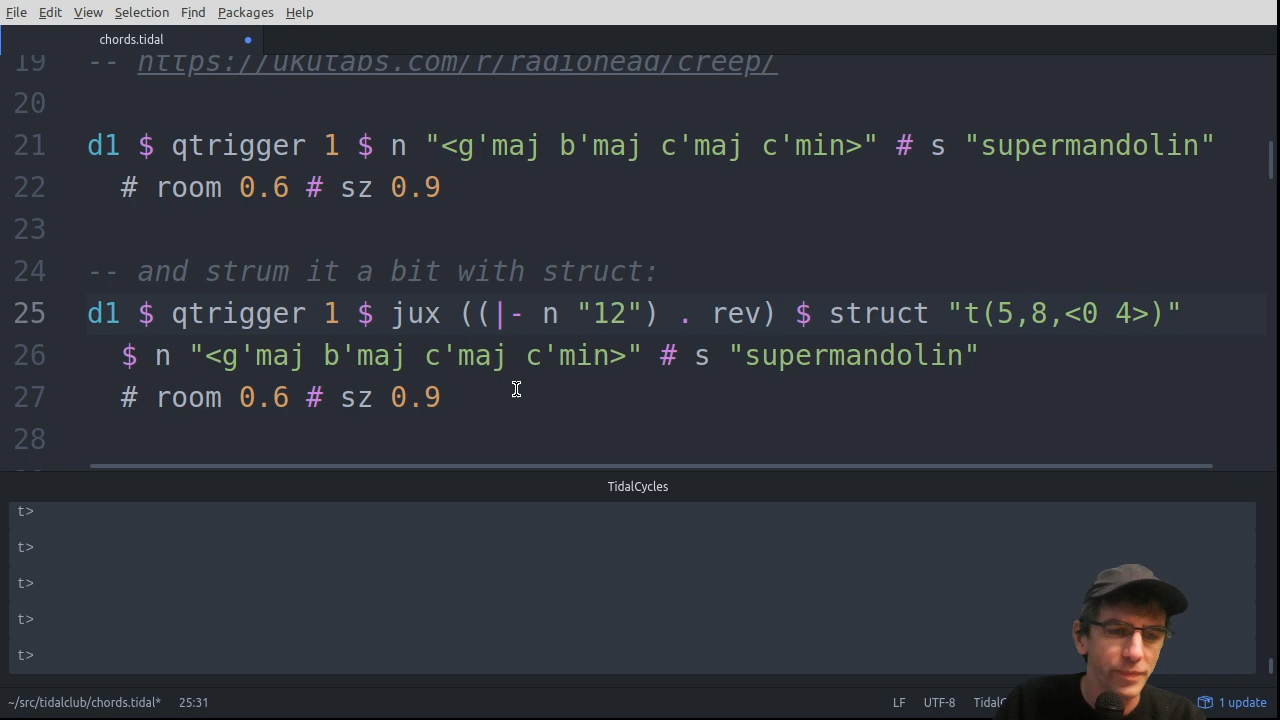 File Edit View Selection Find Packages Help
chords.tidal
19 -- https://ukutabs.com/r/radiohead/creep/
20
21 d1 $ qtrigger 1 $ n "<g'maj b'maj c'maj c'min>" # s "supermandolin"
22 # room 0.6 # sz 0.9
23
24 -- and strum it a bit with struct:
25 d1 $ qtrigger 1 $ jux ((|- n "12") . rev) $ struct "t(5,8,<0 4>)"
26 $ n "<g'maj b'maj c'maj c'min>" # s "supermandolin"
27 # room 0.6 # sz 0.9
28
TidalCycles
t>
t>
t>
t>
t>
~/src/tidalclub/chords.tidal* 25:31 LF UTF-8 1 update